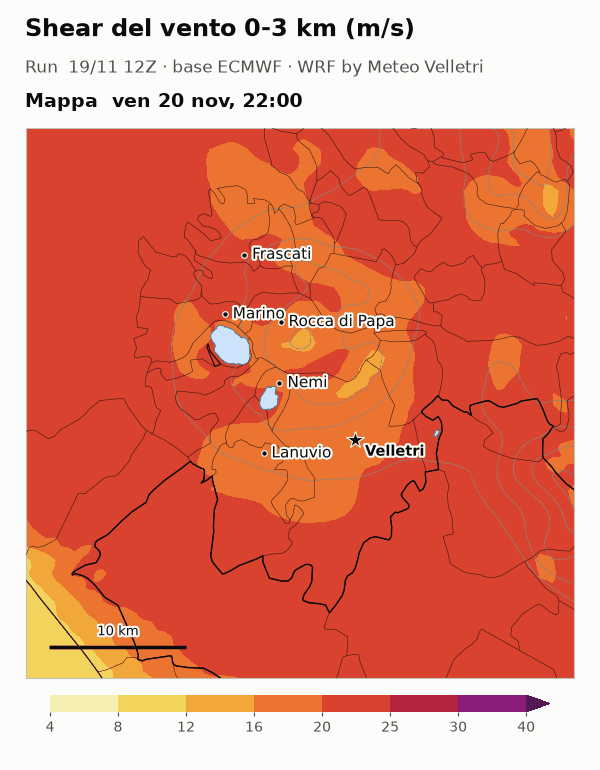 Shear del vento 0-3 km (m/s)
Run  19/11 12Z · base ECMWF · WRF by Meteo Velletri
Mappa  ven 20 nov, 22:00
Frascati
Marino
Rocca di Papa
Nemi
Velletri
Lanuvio
10 km
4 8 12 16 20 25 30 40